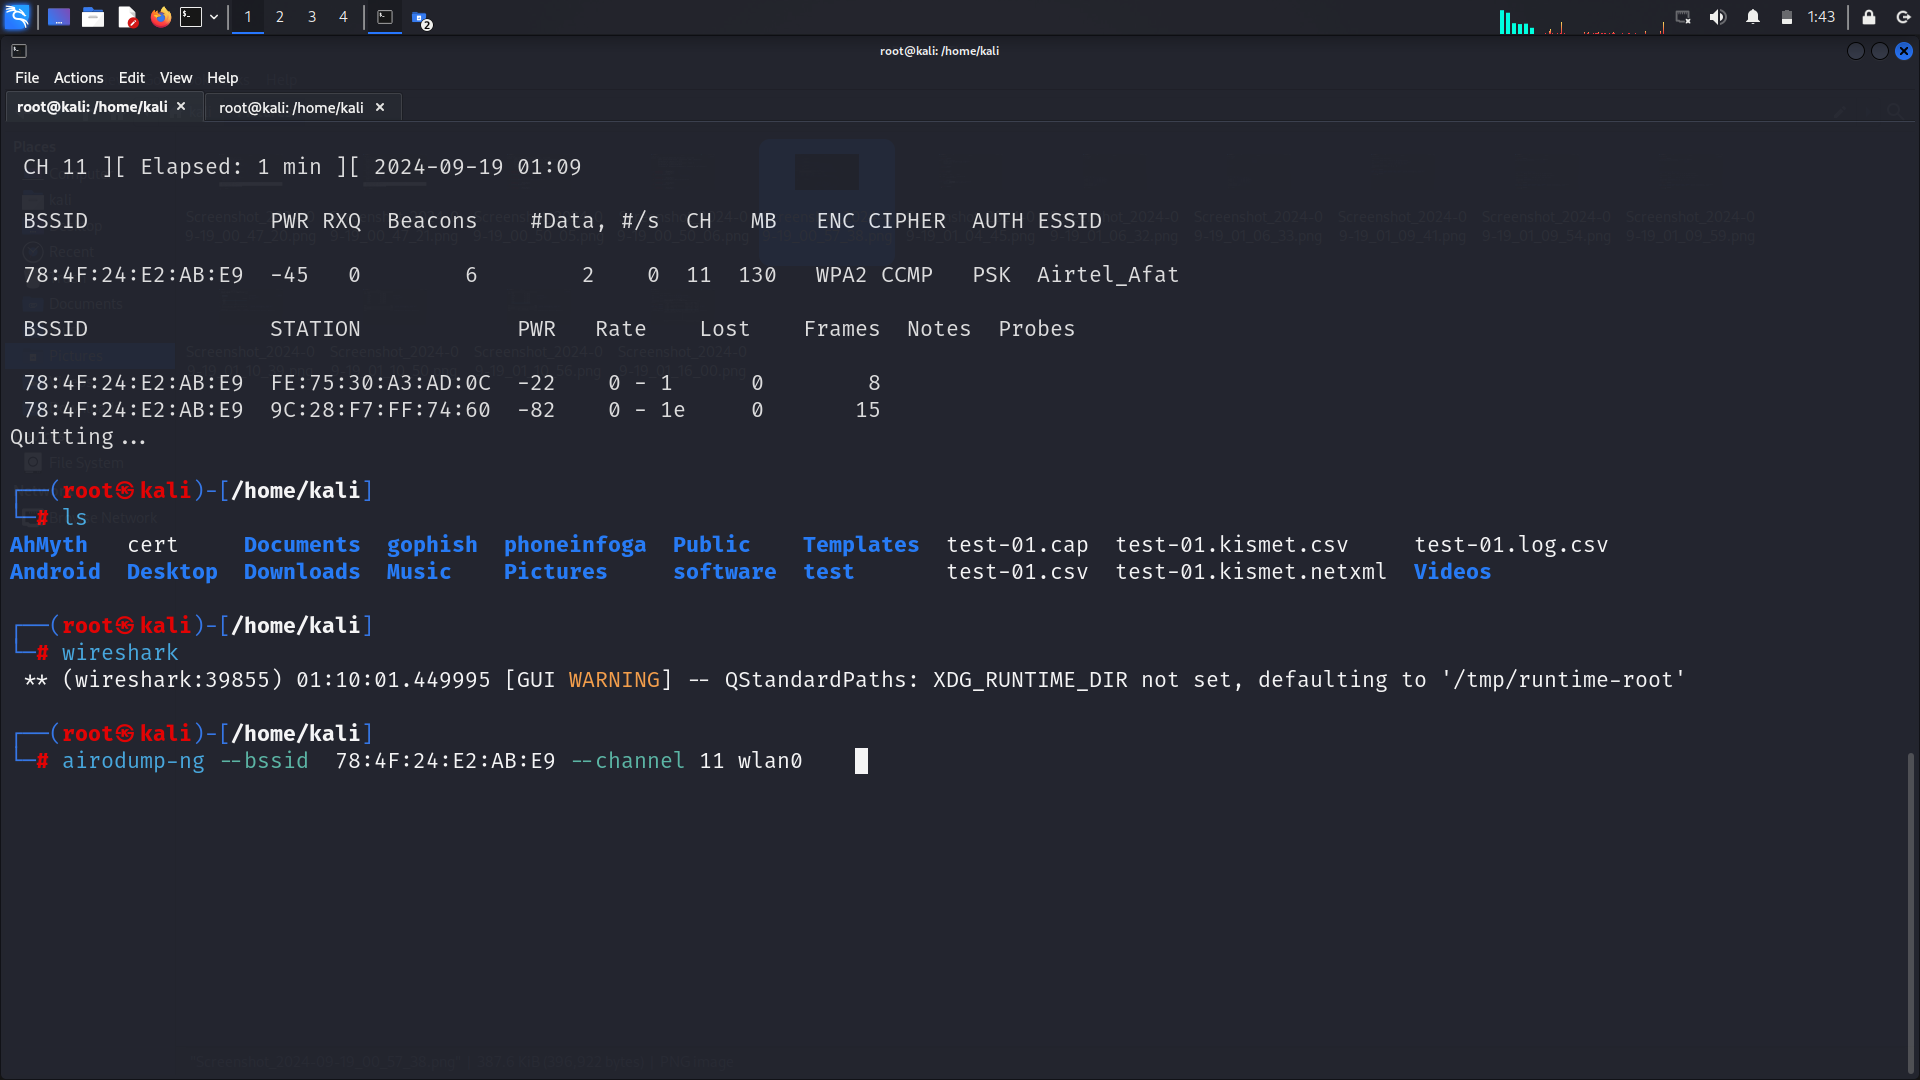 1 2 3 4 2 1:43
root@kali: /home/kali
File Actions Edit View Help
root@kali: /home/kali × root@kali: /home/kali ×
CH 11 ][ Elapsed: 1 min ][ 2024-09-19 01:09
BSSID PWR RXQ Beacons #Data, #/s CH MB ENC CIPHER AUTH ESSID
78:4F:24:E2:AB:E9 -45 0 6 2 0 11 130 WPA2 CCMP PSK Airtel_Afat
BSSID STATION PWR Rate Lost Frames Notes Probes
78:4F:24:E2:AB:E9 FE:75:30:A3:AD:0C -22 0 - 1 0 8
78:4F:24:E2:AB:E9 9C:28:F7:FF:74:60 -82 0 - 1e 0 15
Quitting...
┌──(root㉿kali)-[/home/kali]
└─# ls
AhMyth cert Documents gophish phoneinfoga Public Templates test-01.cap test-01.kismet.csv test-01.log.csv
Android Desktop Downloads Music Pictures software test test-01.csv test-01.kismet.netxml Videos
┌──(root㉿kali)-[/home/kali]
└─# wireshark
** (wireshark:39855) 01:10:01.449995 [GUI WARNING] -- QStandardPaths: XDG_RUNTIME_DIR not set, defaulting to '/tmp/runtime-root'
┌──(root㉿kali)-[/home/kali]
└─# airodump-ng --bssid 78:4F:24:E2:AB:E9 --channel 11 wlan0